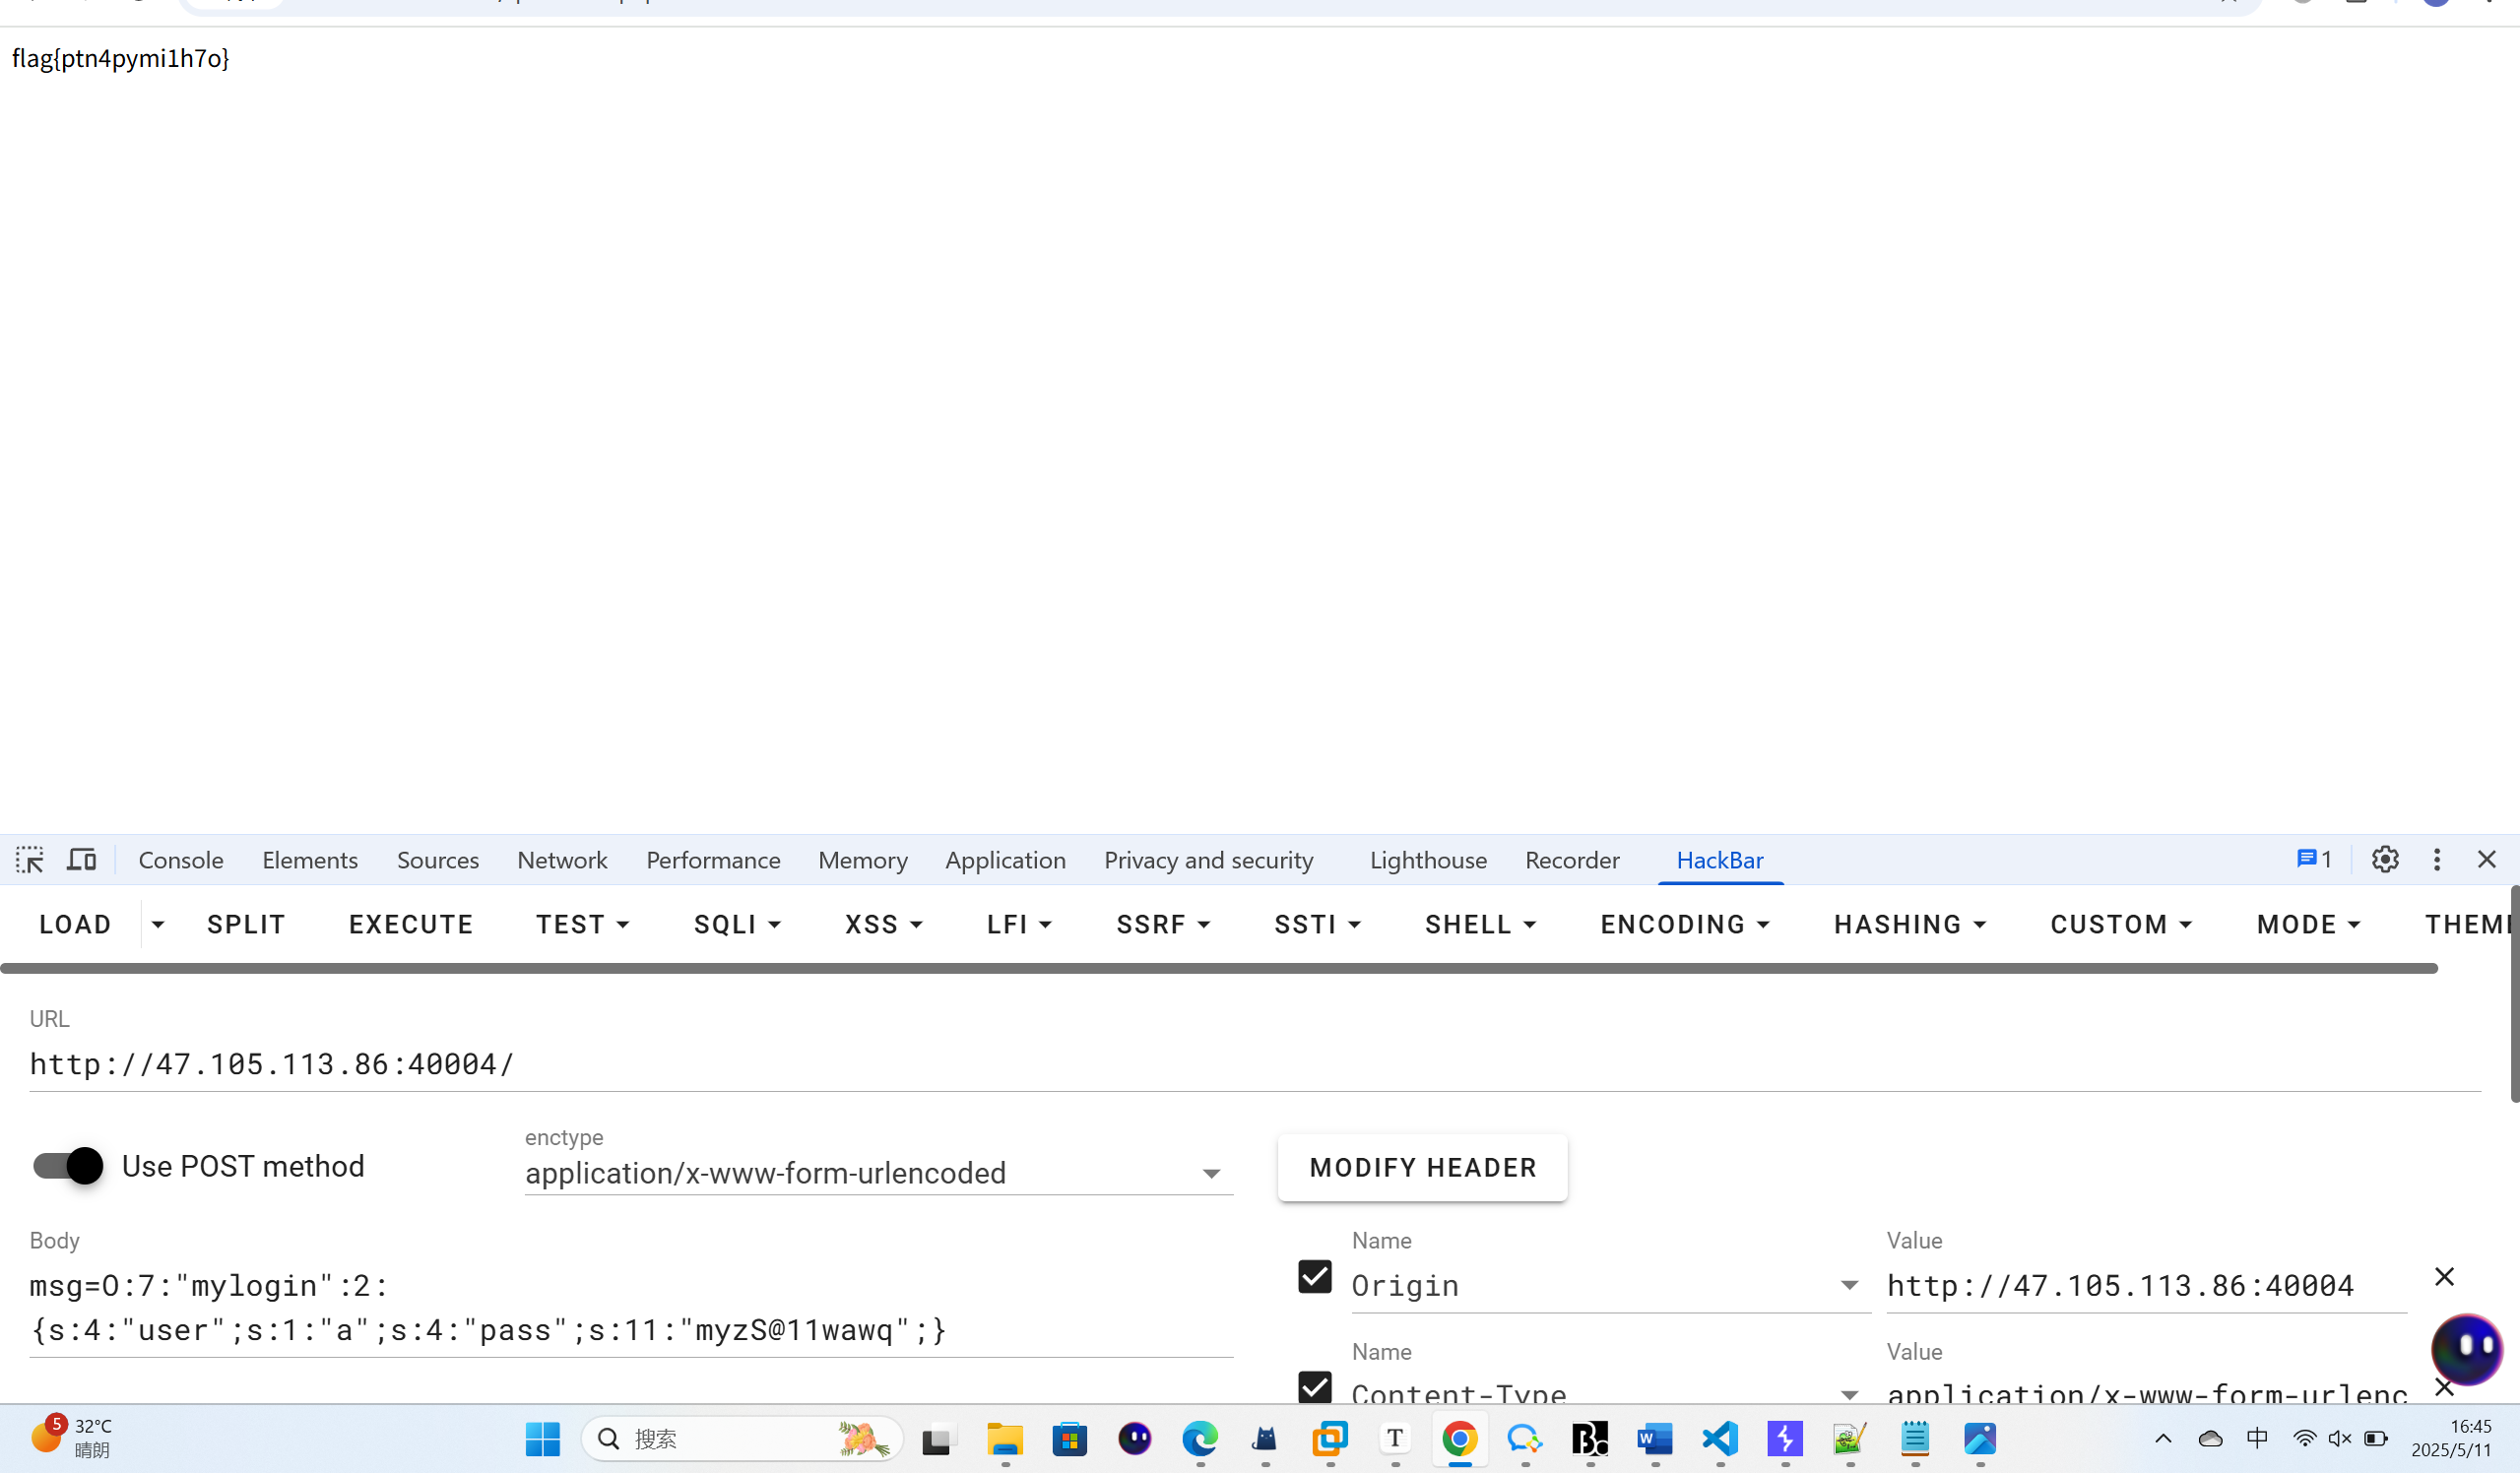 flag{ptn4pymi1h7o}
Console Elements Sources Network Performance Memory Application Privacy and security Lighthouse Recorder HackBar 1
LOAD SPLIT EXECUTE TEST SQLI XSS LFI SSRF SSTI SHELL ENCODING HASHING CUSTOM MODE THEM
URL
http://47.105.113.86:40004/
enctype
Use POST method application/x-www-form-urlencoded MODIFY HEADER
Body Name Value
msg=O:7:"mylogin":2: Origin http://47.105.113.86:40004
{s:4:"user";s:1:"a";s:4:"pass";s:11:"myzS@11wawq";}
Name Value
Content-Type application/x-www-form-urlenc
5 32°C
晴朗
搜索
中
16:45
2025/5/11